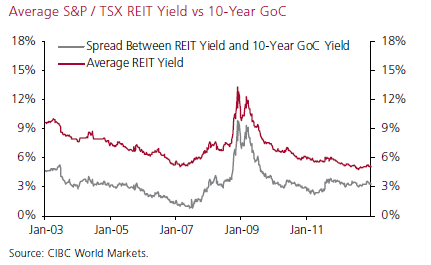 Average S&P / TSX REIT Yield vs 10-Year GoC
18% 18%
Spread Between REIT Yield and 10-Year GoC Yield
Average REIT Yield
15% 15%
12% 12%
9% 9%
6% 6%
3% 3%
0% 0%
Jan-03 Jan-05 Jan-07 Jan-09 Jan-11
Source: CIBC World Markets.